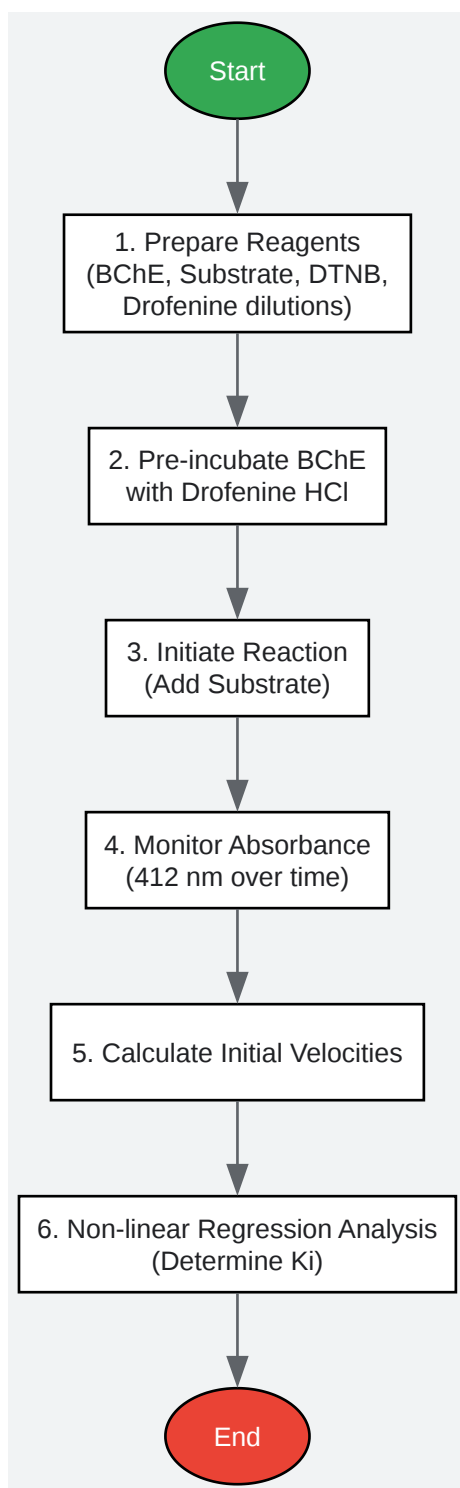 Start
1. Prepare Reagents
(BChE, Substrate, DTNB,
Drofenine dilutions)
2. Pre-incubate BChE
with Drofenine HCl
3. Initiate Reaction
(Add Substrate)
4. Monitor Absorbance
(412 nm over time)
5. Calculate Initial Velocities
6. Non-linear Regression Analysis
(Determine Ki)
End